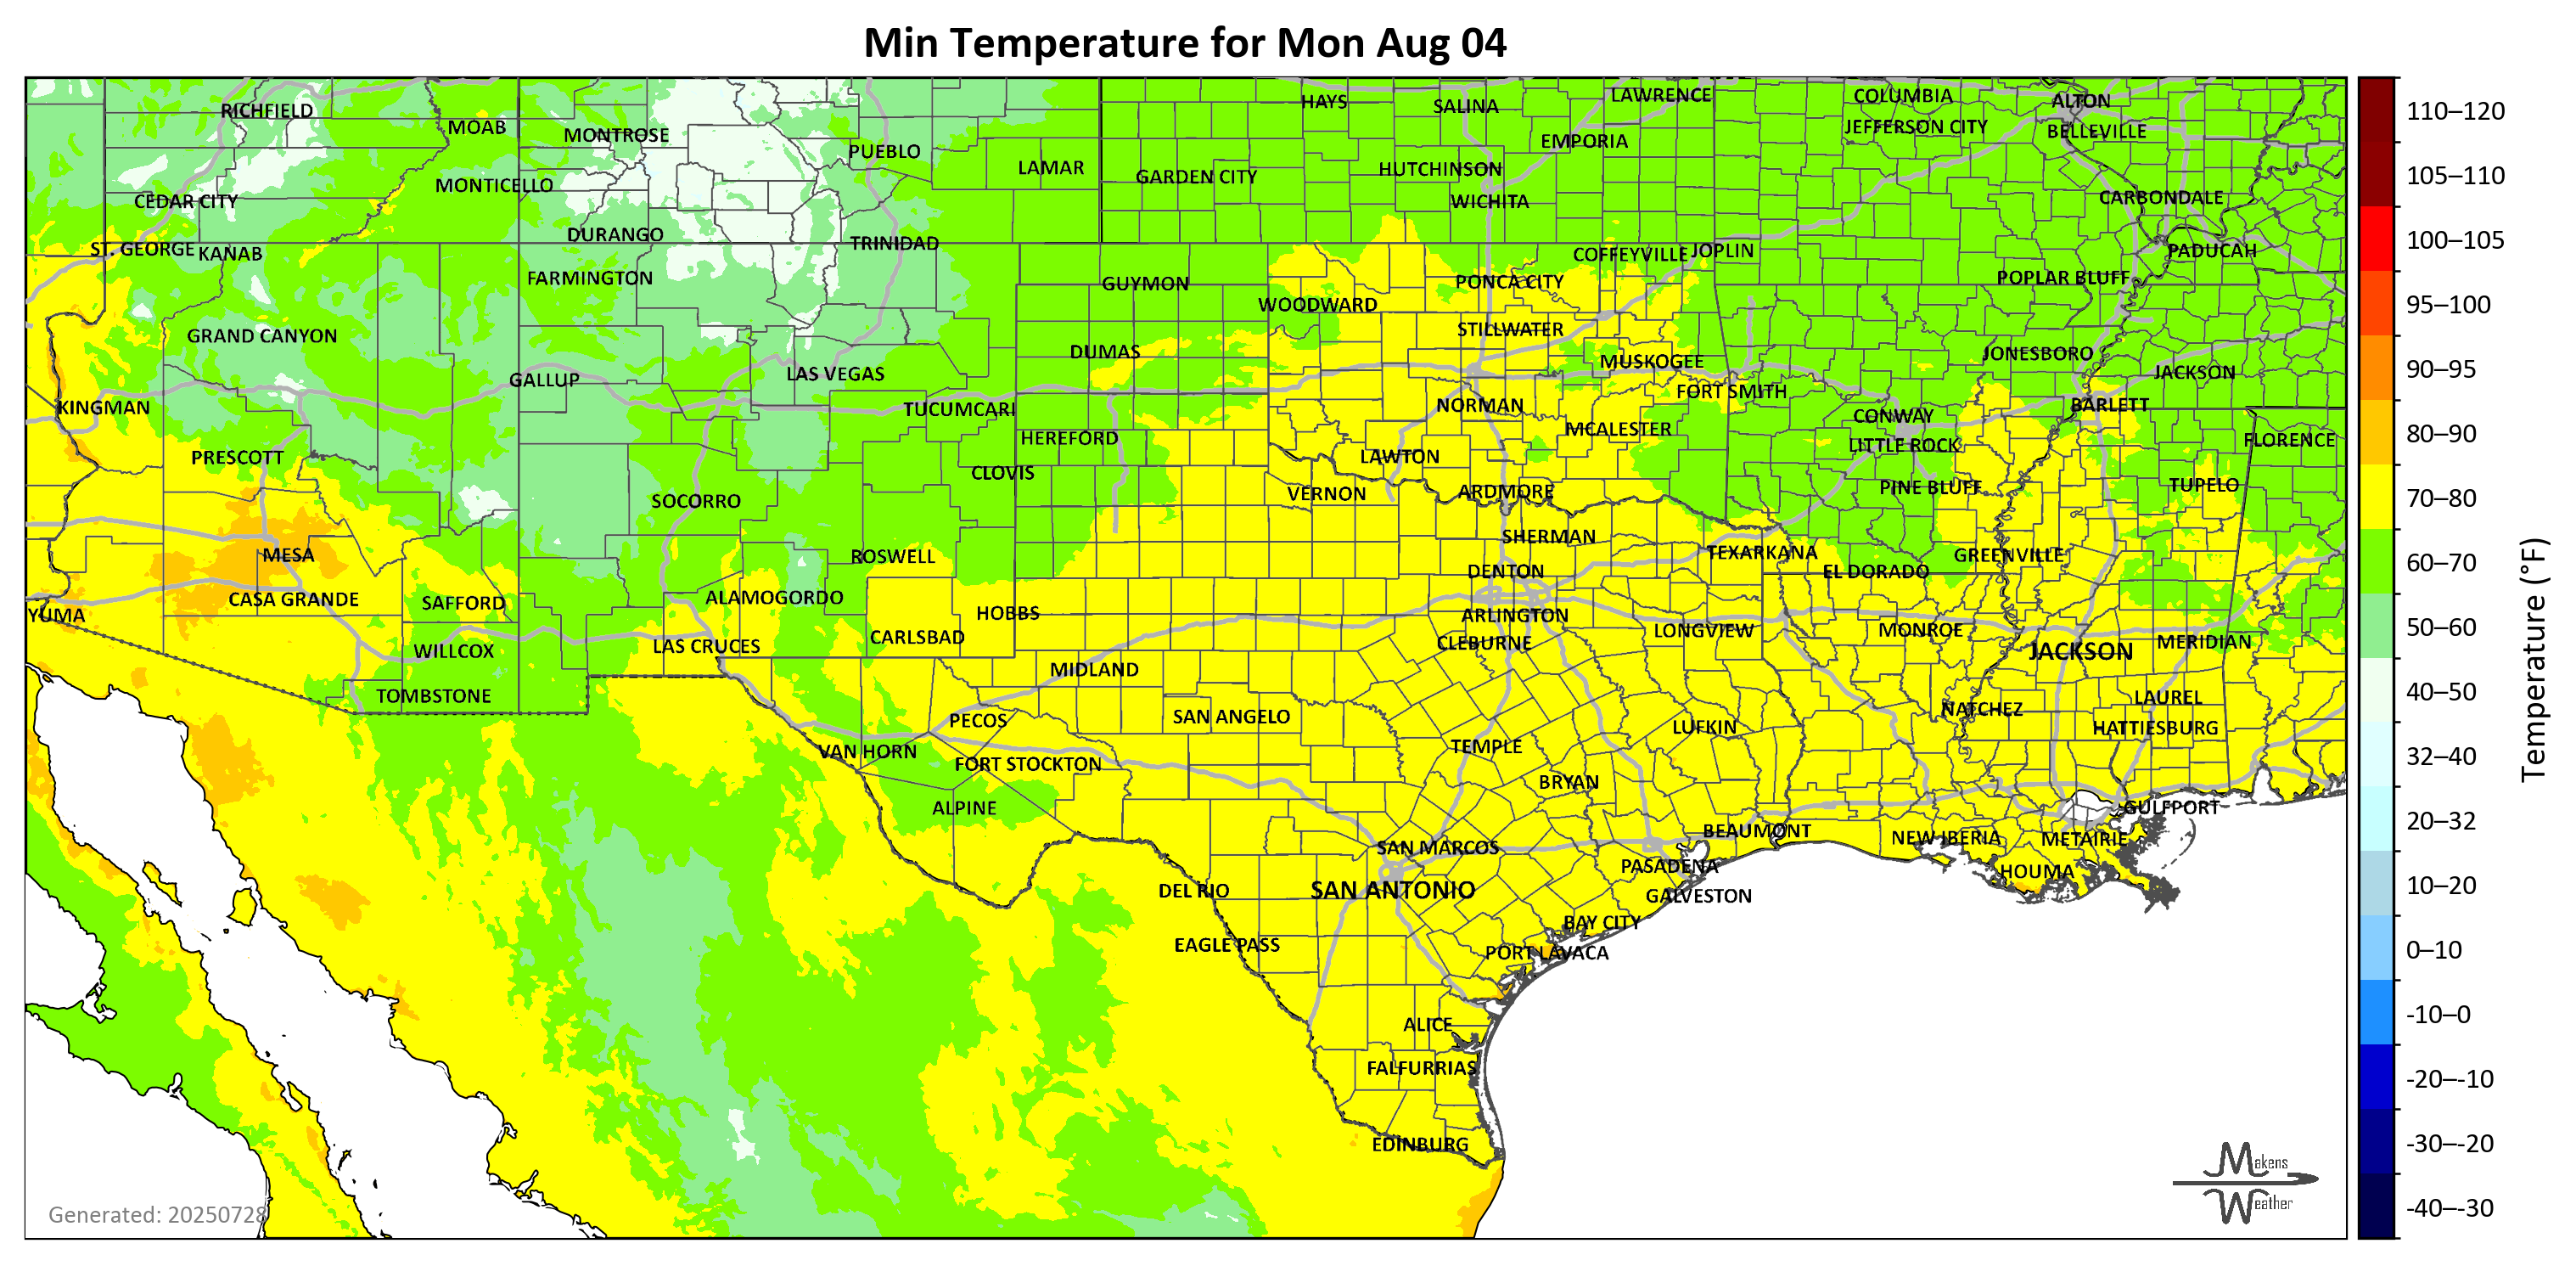 Min Temperature for Mon Aug 04
RICHFIELD
MOAB
MONTROSE
PUEBLO
LAMAR
HAYS
SALINA
LAWRENCE
EMPORIA
COLUMBIA
JEFFERSON CITY
ALTON
BELLEVILLE
MONTICELLO
CEDAR CITY
GARDEN CITY
HUTCHINSON
WICHITA
CARBONDALE
ST. GEORGE
KANAB
DURANGO
TRINIDAD
COFFEYVILLE
JOPLIN
PADUCAH
FARMINGTON
GUYMON
WOODWARD
PONCA CITY
POPLAR BLUFF
GRAND CANYON
STILLWATER
DUMAS
MUSKOGEE
JONESBORO
JACKSON
GALLUP
LAS VEGAS
FORT SMITH
KINGMAN
TUCUMCARI
NORMAN
CONWAY
BARLETT
HEREFORD
MCALESTER
LITTLE ROCK
FLORENCE
PRESCOTT
CLOVIS
LAWTON
SOCORRO
VERNON
ARDMORE
PINE BLUFF
TUPELO
MESA
ROSWELL
SHERMAN
TEXARKANA
GREENVILLE
DENTON
EL DORADO
YUMA
CASA GRANDE
SAFFORD
ALAMOGORDO
HOBBS
ARLINGTON
CLEBURNE
LONGVIEW
MONROE
WILLCOX
LAS CRUCES
CARLSBAD
JACKSON
MERIDIAN
TOMBSTONE
MIDLAND
LAUREL
PECOS
SAN ANGELO
NATCHEZ
HATTIESBURG
LUFKIN
VAN HORN
FORT STOCKTON
TEMPLE
BRYAN
ALPINE
GULFPORT
BEAUMONT
NEW IBERIA
METAIRIE
SAN MARCOS
PASADENA
HOUMA
DEL RIO
SAN ANTONIO
GALVESTON
BAY CITY
EAGLE PASS
PORT LAVACA
ALICE
FALFURRIAS
EDINBURG
Generated: 20250728
Makens
Weather
110–120
105–110
100–105
95–100
90–95
80–90
70–80
60–70
50–60
40–50
32–40
20–32
10–20
0–10
-10–0
-20–-10
-30–-20
-40–-30
Temperature (°F)